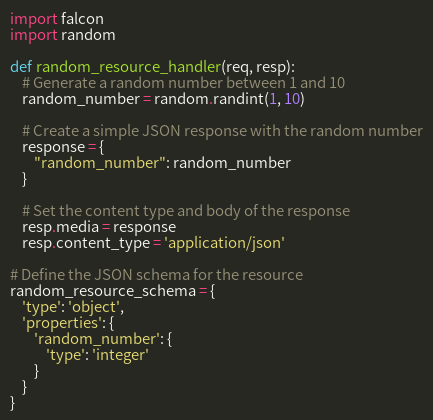 import falcon
import random

def random_resource_handler(req, resp):
    # Generate a random number between 1 and 10
    random_number = random.randint(1, 10)

    # Create a simple JSON response with the random number
    response = {
        "random_number": random_number
    }

    # Set the content type and body of the response
    resp.media = response
    resp.content_type = 'application/json'

# Define the JSON schema for the resource
random_resource_schema = {
    'type': 'object',
    'properties': {
        'random_number': {
            'type': 'integer'
        }
    }
}